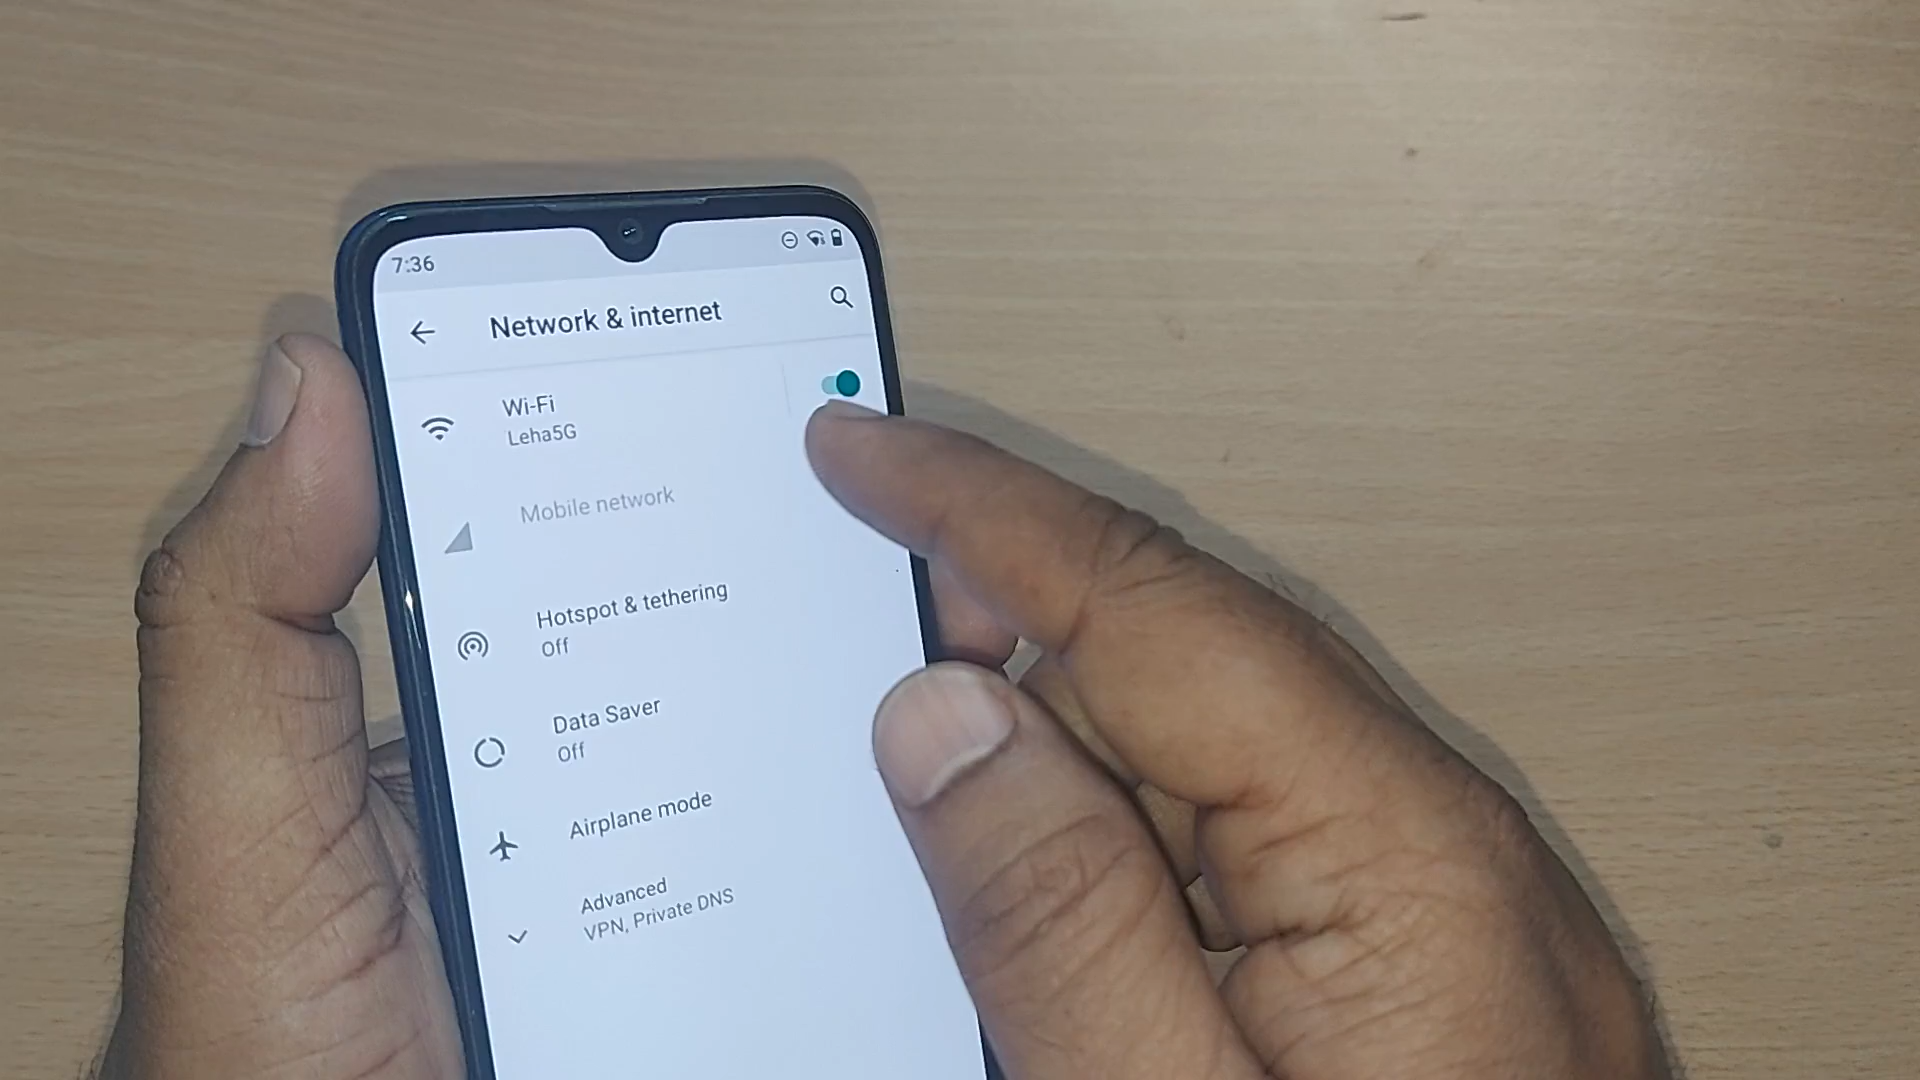 7:36
Network & internet
Wi-Fi
Leha5G
Mobile network
Hotspot & tethering
Off
Data Saver
Off
Airplane mode
Advanced
VPN, Private DNS